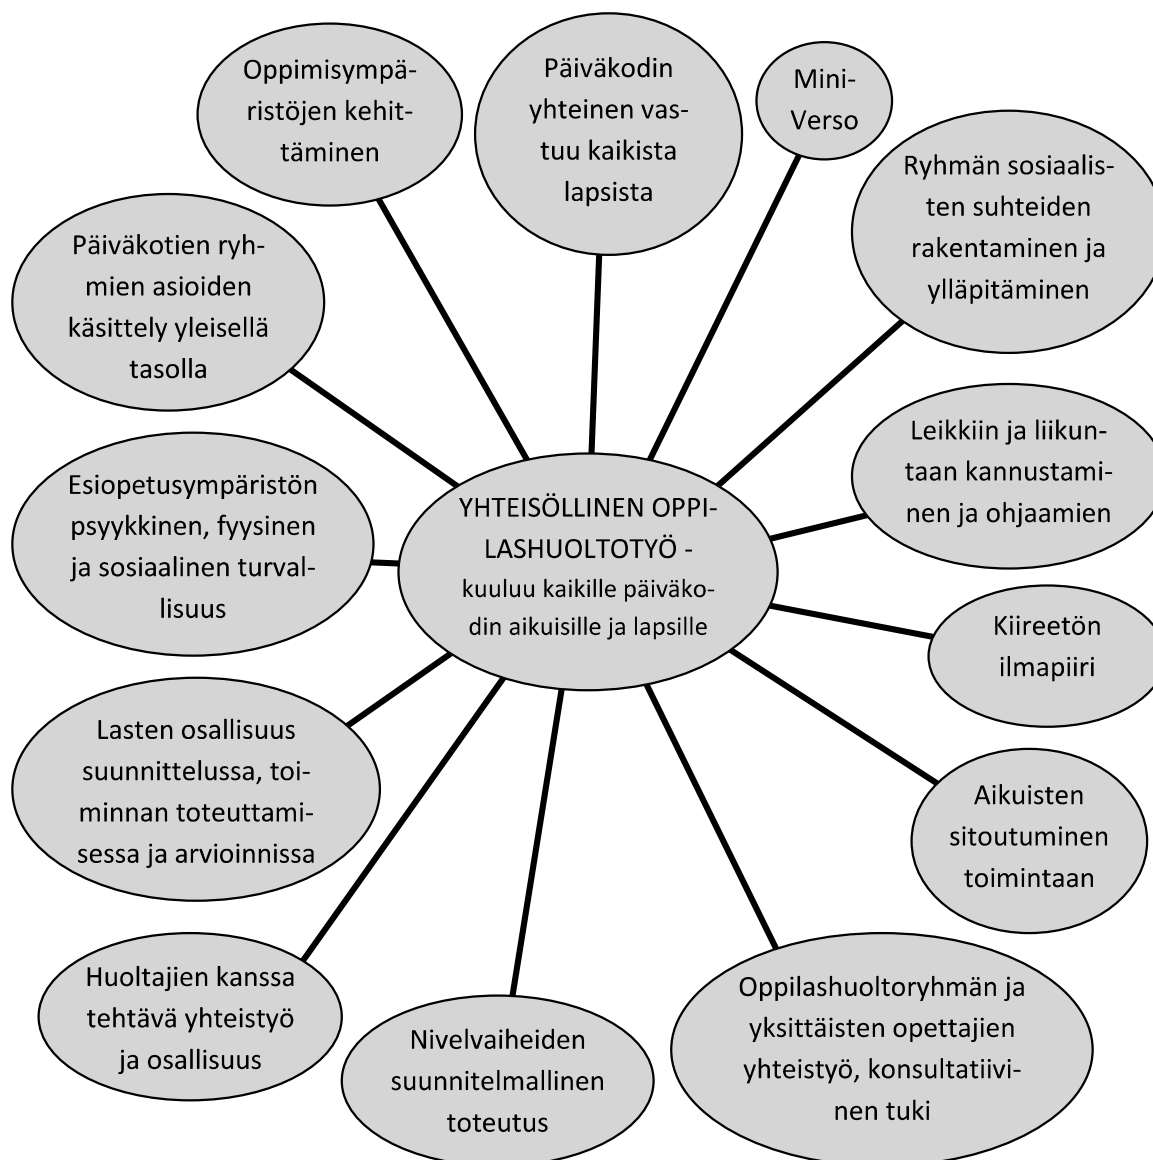 Oppimisympä-
ristöjen kehit-
täminen
Päiväkodin
yhteinen vas-
tuu kaikista
lapsista
Mini-
Verso
Ryhmän sosiaalis-
ten suhteiden
rakentaminen ja
ylläpitäminen
Päiväkotien ryh-
mien asioiden
käsittely yleisellä
tasolla
Leikkiin ja liikun-
taan kannustami-
nen ja ohjaamien
Esiopetusympäristön
psyykkinen, fyysinen
ja sosiaalinen turval-
lisuus
YHTEISÖLLINEN OPPI-
LASHUOLTOTYÖ -
kuuluu kaikille päiväko-
din aikuisille ja lapsille
Kiireetön
ilmapiiri
Lasten osallisuus
suunnittelussa, toi-
minnan toteuttami-
sessa ja arvioinnissa
Aikuisten
sitoutuminen
toimintaan
Huoltajien kanssa
tehtävä yhteistyö
ja osallisuus
Nivelvaiheiden
suunnitelmallinen
toteutus
Oppilashuoltoryhmän ja
yksittäisten opettajien
yhteistyö, konsultatiivi-
nen tuki